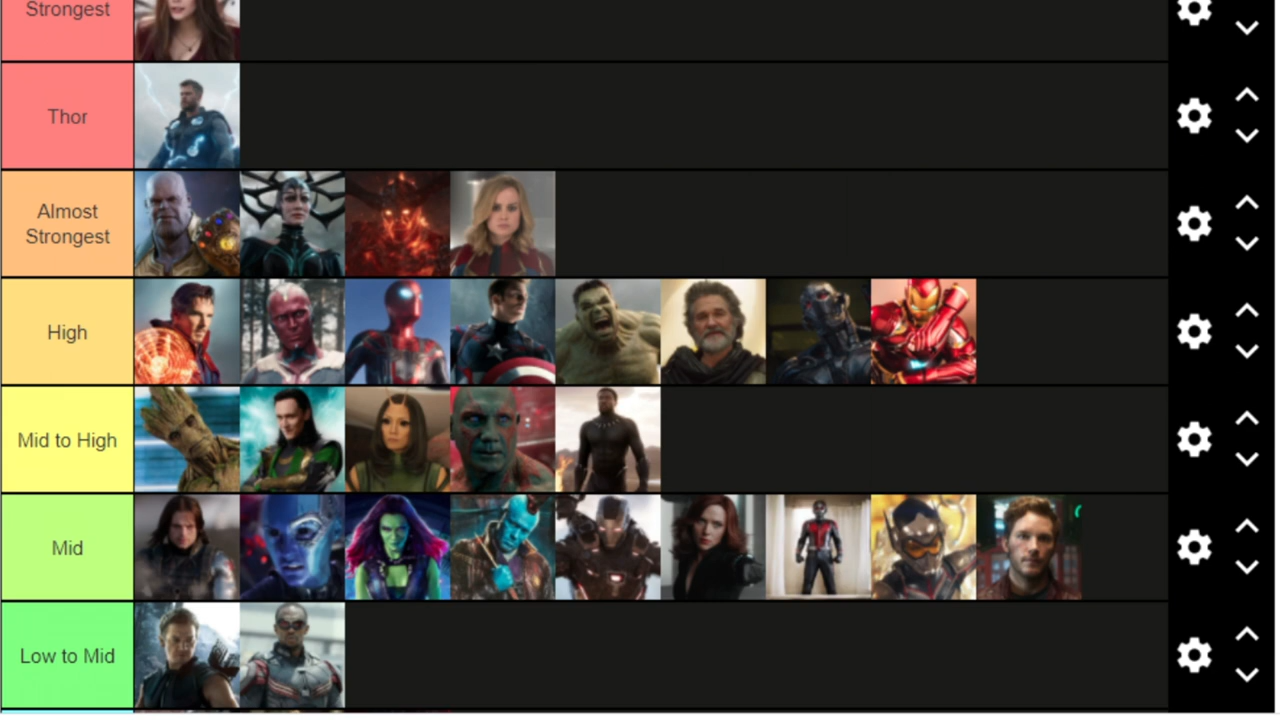 Strongest
Thor
Almost
Strongest
High
Mid to High
Mid
Low to Mid